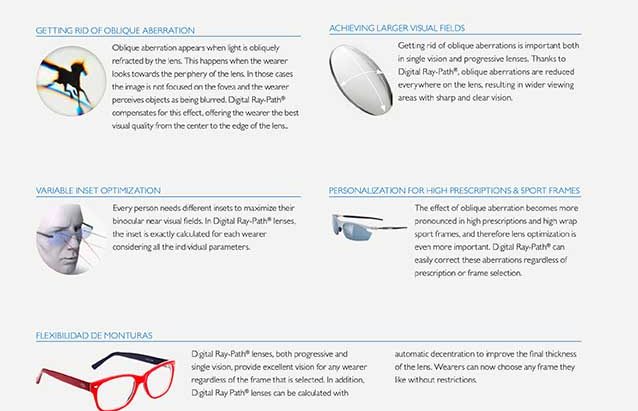 GETTING RID OF OBLIQUE ABERRATION
Oblique aberration appears when light is obliquely
refracted by the lens. This happens when the wearer
looks towards the periphery of the lens. In those cases
the image is not focused on the fovea and the wearer
perceives objects as being blurred. Digital Ray-Path®
compensates for this effect, offering the wearer the best
visual quality from the center to the edge of the lens..
ACHIEVING LARGER VISUAL FIELDS
Getting rid of oblique aberrations is important both
in single vision and progressive lenses. Thanks to
Digital Ray-Path®, oblique aberrations are reduced
everywhere on the lens, resulting in wider viewing
areas with sharp and clear vision.
VARIABLE INSET OPTIMIZATION
Every person needs different insets to maximize their
binocular near visual fields. In Digital Ray-Path® lenses,
the inset is exactly calculated for each wearer
considering all the individual parameters.
PERSONALIZATION FOR HIGH PRESCRIPTIONS & SPORT FRAMES
The effect of oblique aberration becomes more
pronounced in high prescriptions and high wrap
sport frames, and therefore lens optimization is
even more important. Digital Ray-Path® can
easily correct these aberrations regardless of
prescription or frame selection.
FLEXIBILIDAD DE MONTURAS
Digital Ray-Path® lenses, both progressive and
single vision, provide excellent vision for any wearer
regardless of the frame that is selected. In addition,
Digital Ray Path® lenses can be calculated with
automatic decentration to improve the final thickness
of the lens. Wearers can now choose any frame they
like without restrictions.